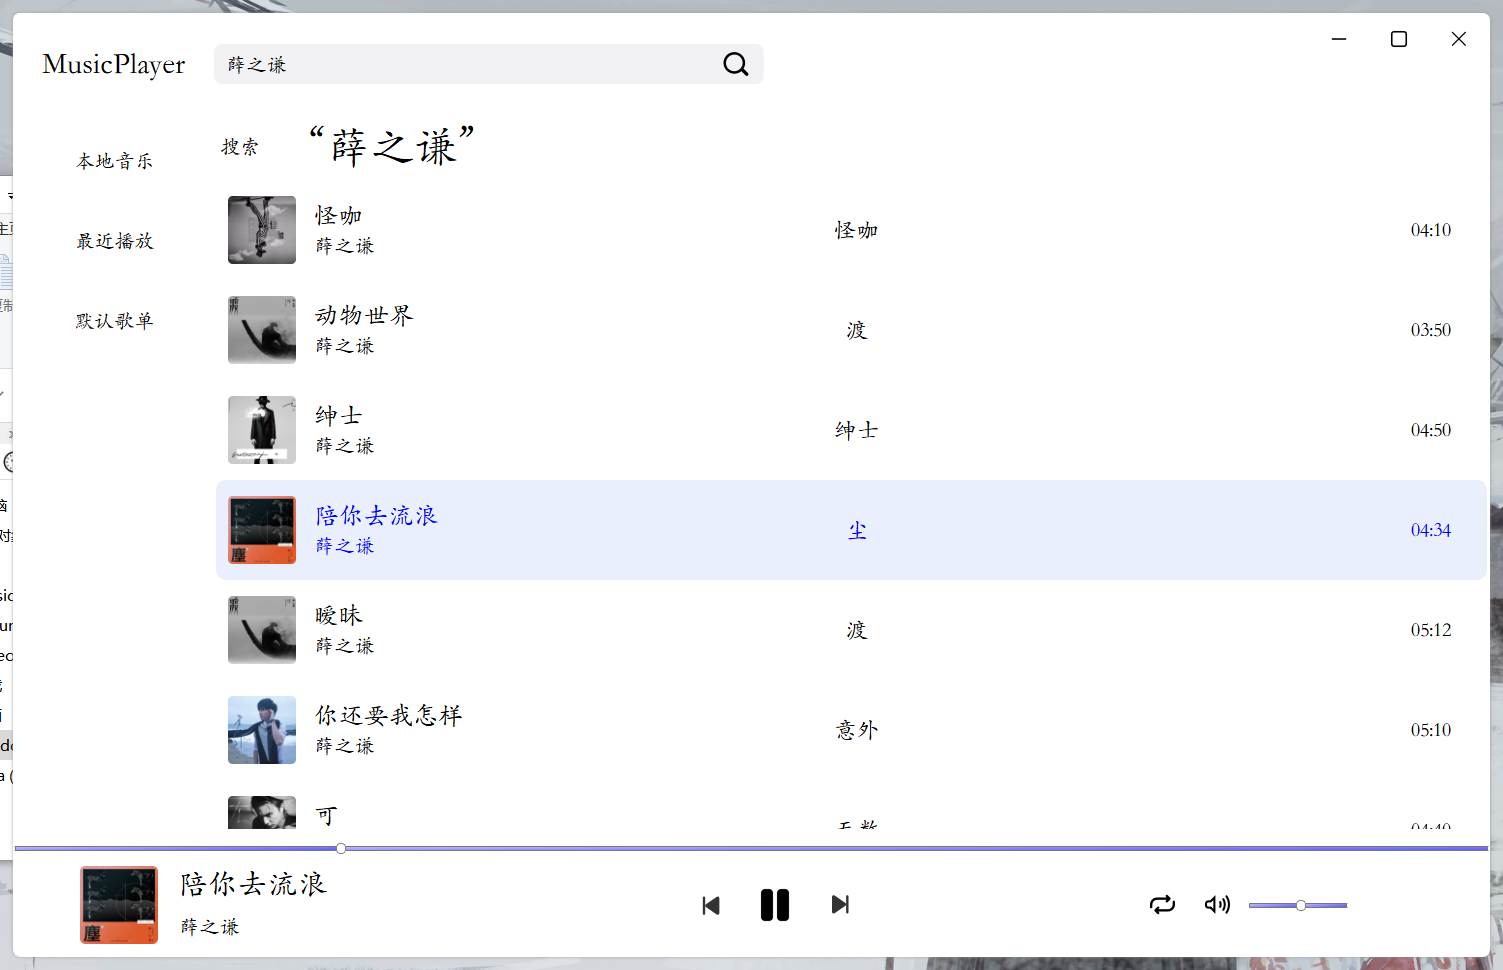 MusicPlayer
薛之谦
本地音乐
最近播放
默认歌单
搜索 “薛之谦”
怪咖
薛之谦
怪咖
04:10
动物世界
薛之谦
渡
03:50
绅士
薛之谦
绅士
04:50
陪你去流浪
薛之谦
尘
04:34
暧昧
薛之谦
渡
05:12
你还要我怎样
薛之谦
意外
05:10
可
无数
04:40
陪你去流浪
薛之谦